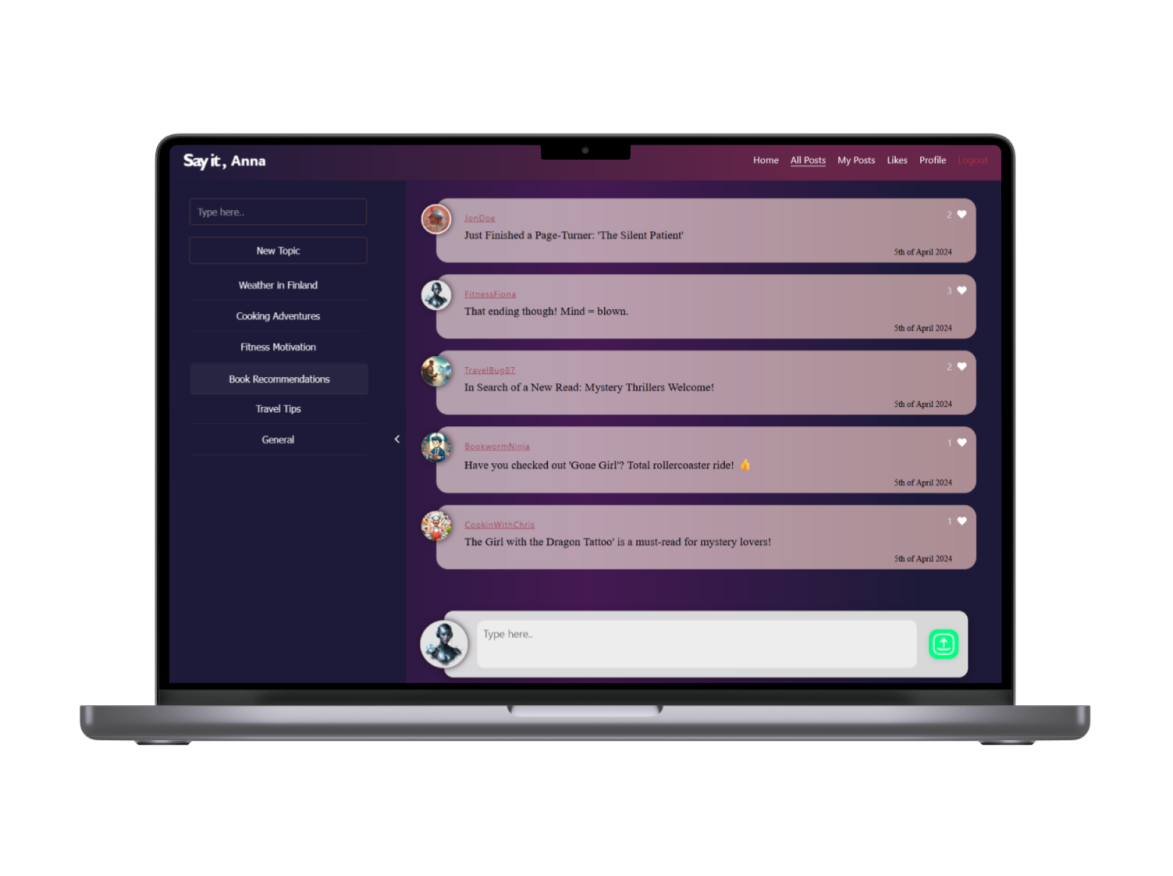 Say it, Anna
Home All Posts My Posts Likes Profile Logout
Type here..
New Topic
Weather in Finland
Cooking Adventures
Fitness Motivation
Book Recommendations
Travel Tips
General
JonDoe
2
Just Finished a Page-Turner: 'The Silent Patient'
5th of April 2024
FitnessFiona
3
That ending though! Mind = blown.
5th of April 2024
TravelBug87
2
In Search of a New Read: Mystery Thrillers Welcome!
5th of April 2024
BookwormNinja
1
Have you checked out 'Gone Girl'? Total rollercoaster ride! 👍
5th of April 2024
CookinWithChris
1
The Girl with the Dragon Tattoo' is a must-read for mystery lovers!
5th of April 2024
Type here..